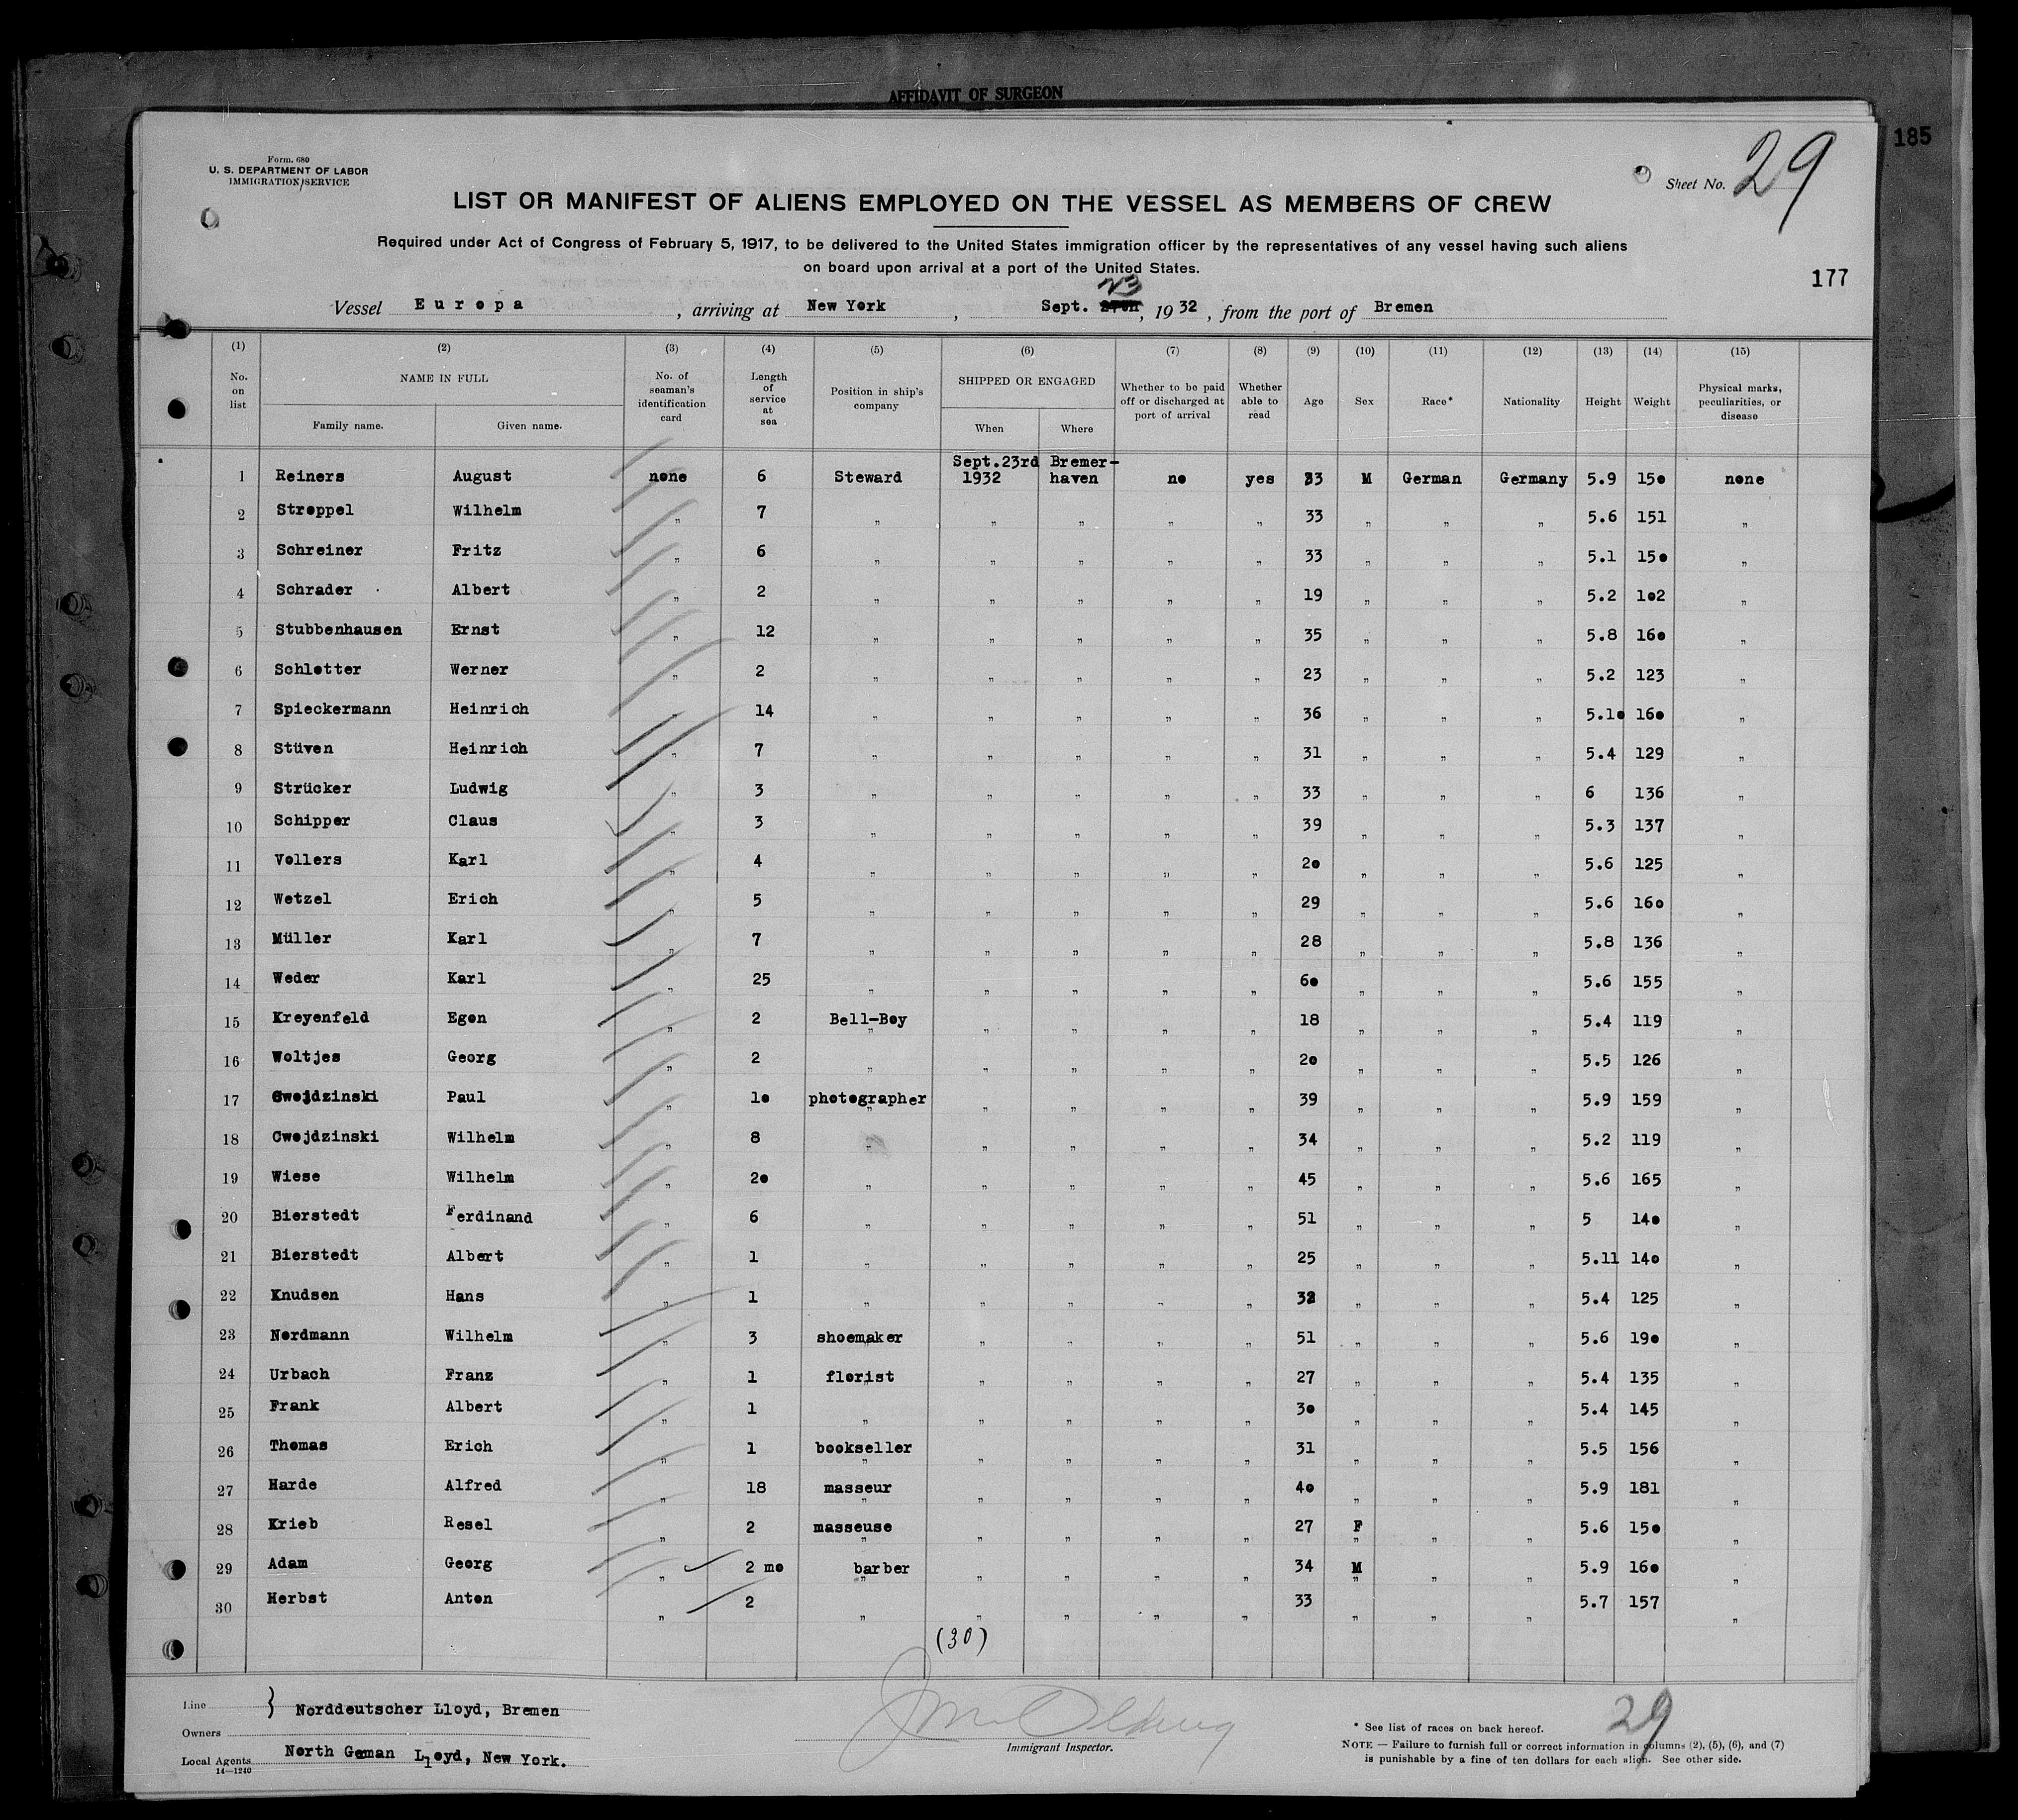 AFFIDAVIT OF SURGEON
185
Form. 680
U. S. DEPARTMENT OF LABOR
IMMIGRATION SERVICE
Sheet No. 29
LIST OR MANIFEST OF ALIENS EMPLOYED ON THE VESSEL AS MEMBERS OF CREW
Required under Act of Congress of February 5, 1917, to be delivered to the United States immigration officer by the representatives of any vessel having such aliens
on board upon arrival at a port of the United States.
177
Vessel Europa, arriving at New York, Sept. 23, 1932, from the port of Bremen
(1) (2) (3) (4) (5) (6) (7) (8) (9) (10) (11) (12) (13) (14) (15)
No. on list NAME IN FULL Family name. Given name. No. of seaman's identification card Length of service at sea Position in ship's company SHIPPED OR ENGAGED When Where Whether to be paid off or discharged at port of arrival Whether able to read Age Sex Race* Nationality Height Weight Physical marks, peculiarities, or disease
1 Reiners August none 6 Steward Sept.23rd 1932 Bremer-haven no yes 33 M German Germany 5.9 150 none
2 Stroppel Wilhelm " 7 " " " " " 33 " " " 5.6 151 "
3 Schreiner Fritz " 6 " " " " " 33 " " " 5.1 150 "
4 Schrader Albert " 2 " " " " " 19 " " " 5.2 102 "
5 Stubbenhausen Ernst " 12 " " " " " 35 " " " 5.8 160 "
6 Schlotter Werner " 2 " " " " " 23 " " " 5.2 123 "
7 Spieckermann Heinrich " 14 " " " " " 36 " " " 5.10 160 "
8 Stüven Heinrich " 7 " " " " " 31 " " " 5.4 129 "
9 Strücker Ludwig " 3 " " " " " 33 " " " 6 136 "
10 Schipper Claus " 3 " " " " " 39 " " " 5.3 137 "
11 Vollers Karl " 4 " " " " " 20 " " " 5.6 125 "
12 Wetzel Erich " 5 " " " " " 29 " " " 5.6 160 "
13 Müller Karl " 7 " " " " " 28 " " " 5.8 136 "
14 Weder Karl " 25 " " " " " 60 " " " 5.6 155 "
15 Kreyenfeld Egon " 2 Bell-Boy " " " " 18 " " " 5.4 119 "
16 Woltjes Georg " 2 " " " " " 20 " " " 5.5 126 "
17 Cwojdzinski Paul " 10 photographer " " " " 39 " " " 5.9 159 "
18 Cwojdzinski Wilhelm " 8 " " " " " 34 " " " 5.2 119 "
19 Wiese Wilhelm " 20 " " " " " 45 " " " 5.6 165 "
20 Bierstedt Ferdinand " 6 " " " " " 51 " " " 5 140 "
21 Bierstedt Albert " 1 " " " " " 25 " " " 5.11 140 "
22 Knudsen Hans " 1 " " " " " 32 " " " 5.4 125 "
23 Nordmann Wilhelm " 3 shoemaker " " " " 51 " " " 5.6 190 "
24 Urbach Franz " 1 florist " " " " 27 " " " 5.4 135 "
25 Frank Albert " 1 " " " " " 30 " " " 5.4 145 "
26 Thomas Erich " 1 bookseller " " " " 31 " " " 5.5 156 "
27 Harde Alfred " 18 masseur " " " " 40 " " " 5.9 181 "
28 Krieb Resel " 2 masseuse " " " " 27 F " " 5.6 150 "
29 Adam Georg " 2 mo barber " " " " 34 M " " 5.9 160 "
30 Herbst Anton " 2 " " " " " 33 " " " 5.7 157 "
(30)
Line } Norddeutscher Lloyd, Bremen
Owners
Local Agents North Geman Lloyd, New York.
14—1240
Immigrant Inspector.
29
* See list of races on back hereof.
NOTE — Failure to furnish full or correct information in columns (2), (5), (6), and (7)
is punishable by a fine of ten dollars for each alien. See other side.